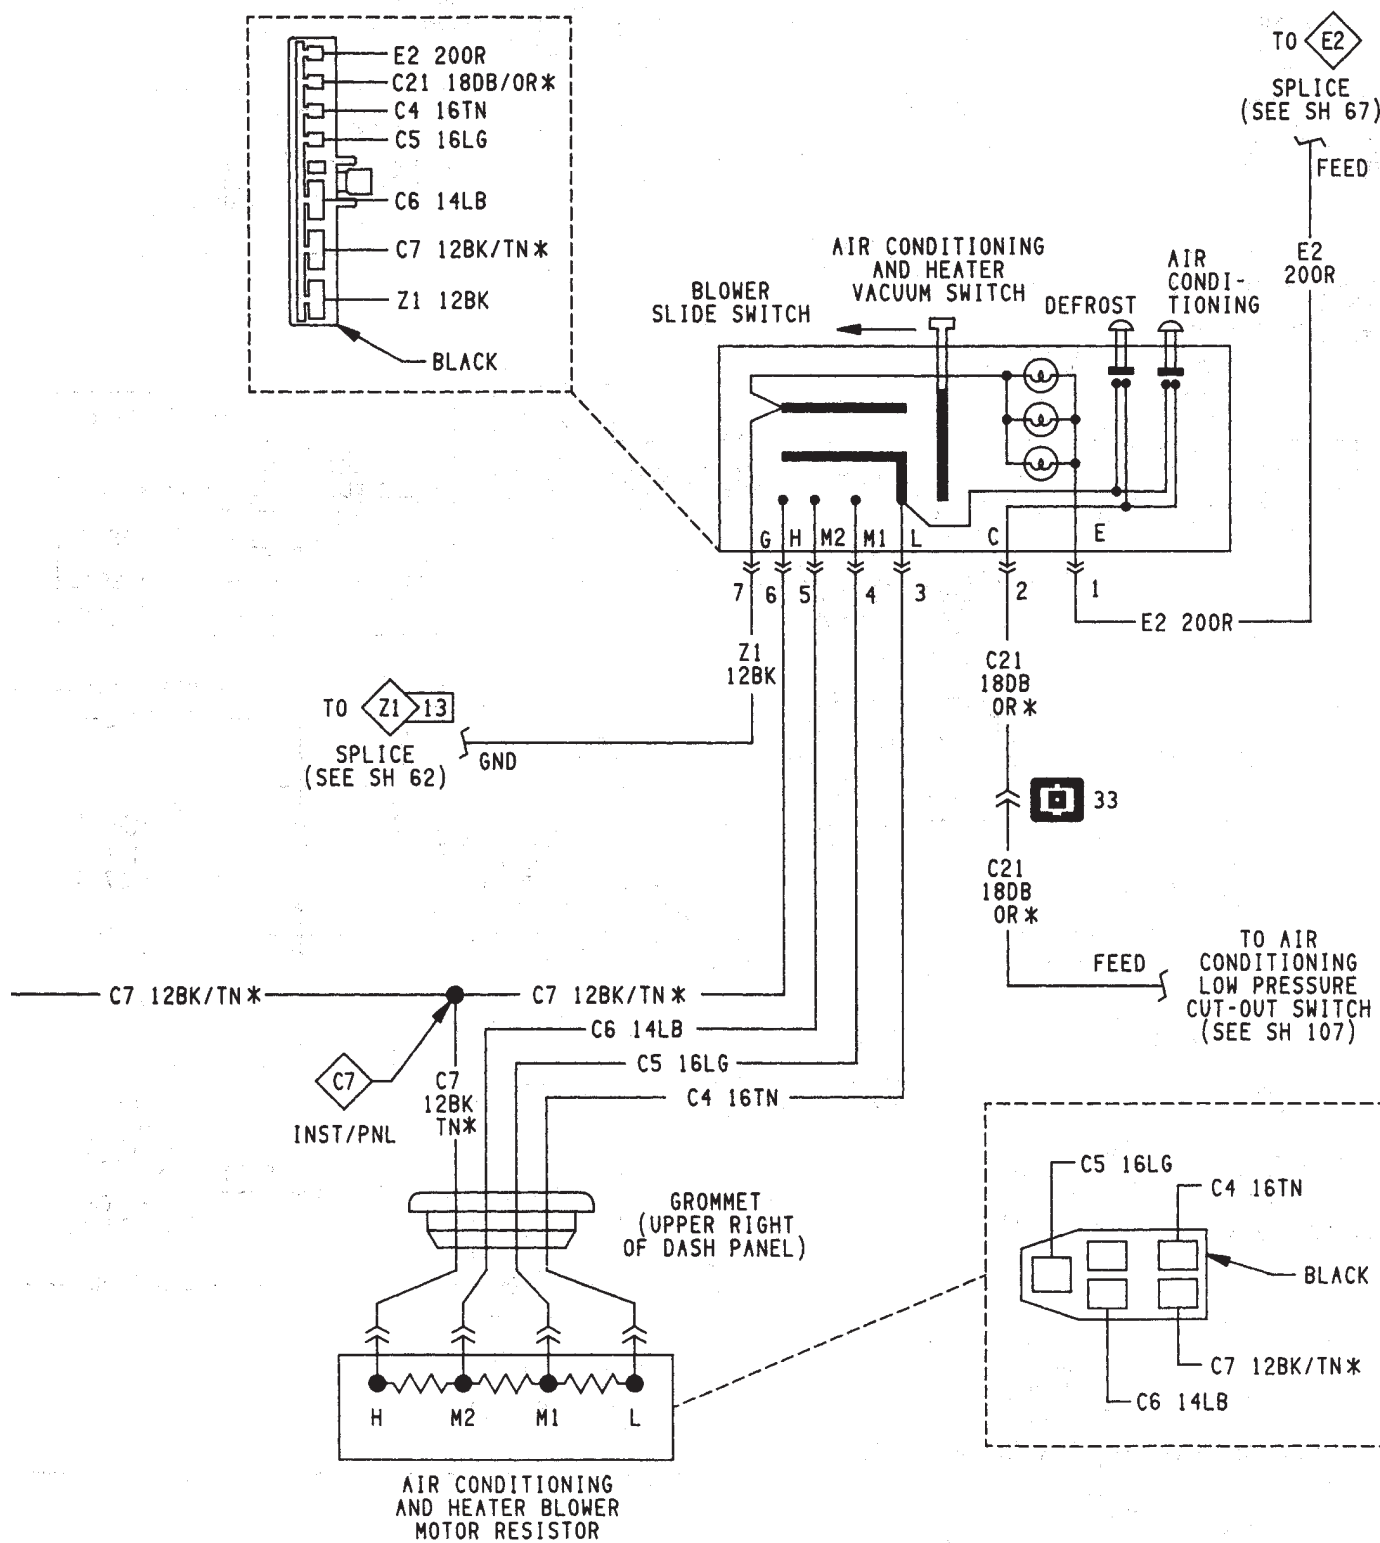 E2 200R
C21 18DB/OR*
C4 16TN
C5 16LG
C6 14LB
C7 12BK/TN*
Z1 12BK
BLACK
TO E2
SPLICE
(SEE SH 67)
FEED
E2
200R
BLOWER
SLIDE SWITCH
AIR CONDITIONING
AND HEATER
VACUUM SWITCH
DEFROST
AIR
CONDI-
TIONING
G H M2 M1 L C E
7 6 5 4 3 2 1
E2 200R
Z1
12BK
C21
18DB
OR*
TO Z1 13
SPLICE
(SEE SH 62)
GND
33
C21
18DB
OR*
FEED
TO AIR
CONDITIONING
LOW PRESSURE
CUT-OUT SWITCH
(SEE SH 107)
C7 12BK/TN*
C7 12BK/TN*
C6 14LB
C5 16LG
C4 16TN
C7
INST/PNL
C7
12BK
TN*
GROMMET
(UPPER RIGHT
OF DASH PANEL)
C5 16LG
C4 16TN
BLACK
C7 12BK/TN*
C6 14LB
H M2 M1 L
AIR CONDITIONING
AND HEATER BLOWER
MOTOR RESISTOR